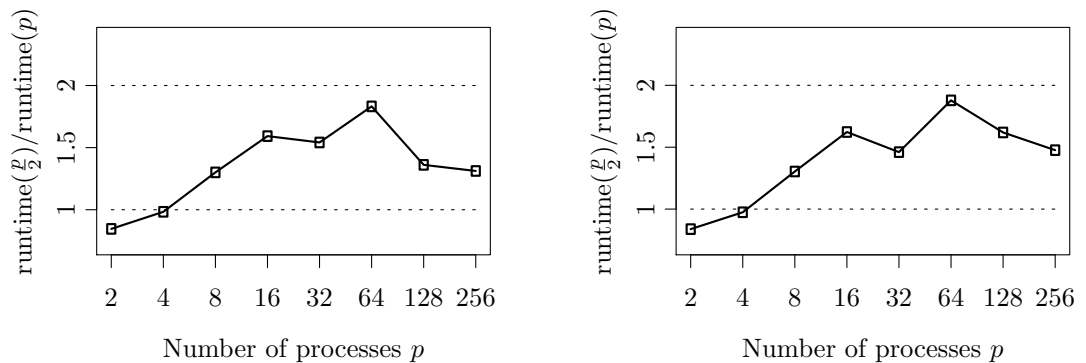 runtime(p/2)/runtime(p)
2
1.5
1
2 4 8 16 32 64 128 256
Number of processes p
runtime(p/2)/runtime(p)
2
1.5
1
2 4 8 16 32 64 128 256
Number of processes p